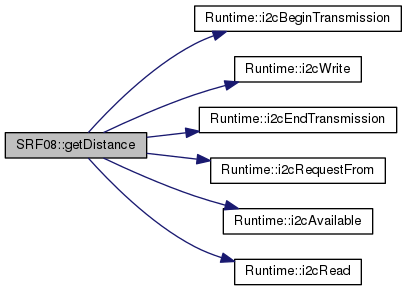 Runtime::i2cBeginTransmission
Runtime::i2cWrite
Runtime::i2cEndTransmission
SRF08::getDistance
Runtime::i2cRequestFrom
Runtime::i2cAvailable
Runtime::i2cRead